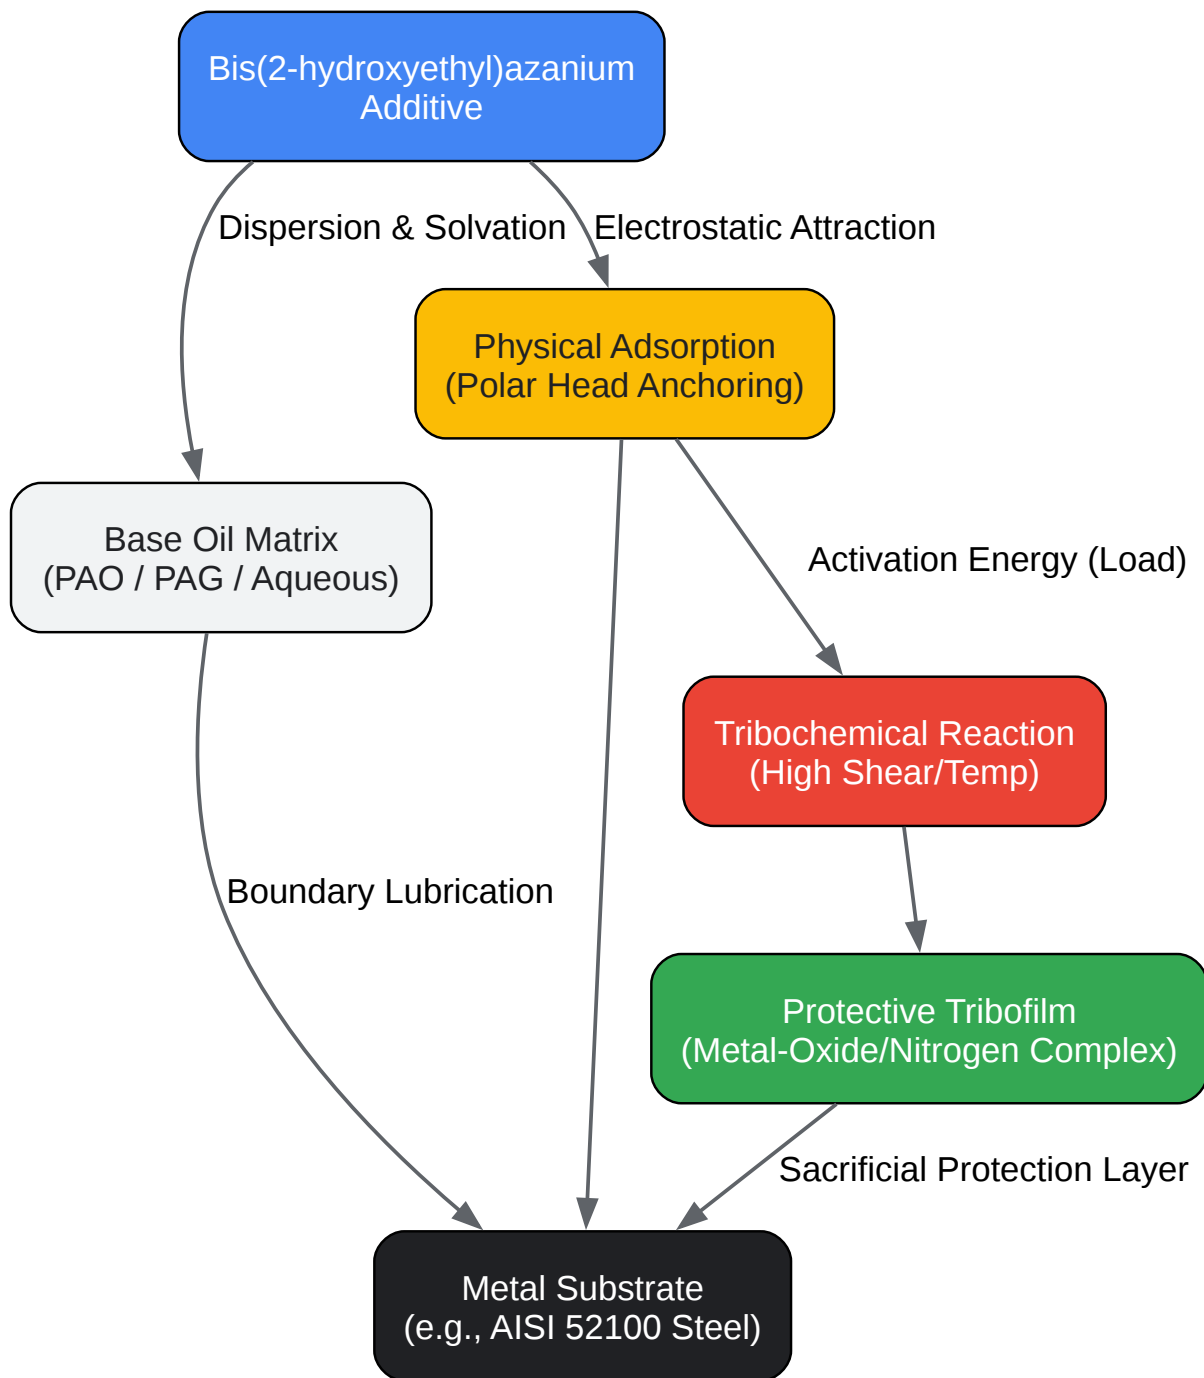 Bis(2-hydroxyethyl)azanium
Additive
Dispersion & Solvation
Electrostatic Attraction
Physical Adsorption
(Polar Head Anchoring)
Base Oil Matrix
(PAO / PAG / Aqueous)
Activation Energy (Load)
Tribochemical Reaction
(High Shear/Temp)
Boundary Lubrication
Protective Tribofilm
(Metal-Oxide/Nitrogen Complex)
Sacrificial Protection Layer
Metal Substrate
(e.g., AISI 52100 Steel)